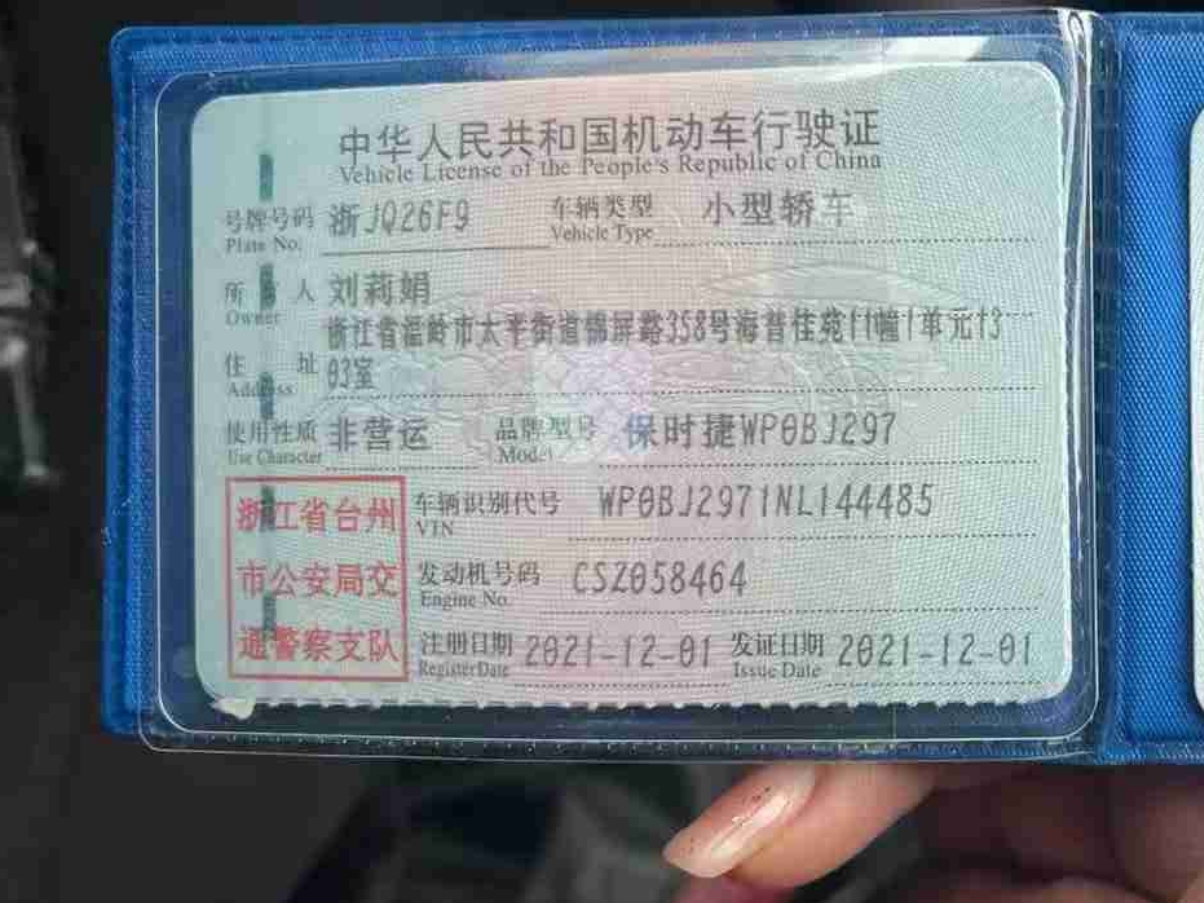 中华人民共和国机动车行驶证
Vehicle License of the People's Republic of China
号牌号码 浙JQ26F9 车辆类型 小型轿车
Plate No. Vehicle Type
所 人 刘莉娟
Owner
浙江省温岭市太平街道锦屏路358号海普佳苑11幢1单元13
住 址 03室
Address
使用性质 非营运 品牌型号 保时捷WP0BJ297
Use Character Model
浙江省台州 车辆识别代号 WP0BJ2971NL144485
VIN
市公安局交 发动机号码 CSZ058464
Engine No.
通警察支队 注册日期 2021-12-01 发证日期 2021-12-01
Register Date Issue Date